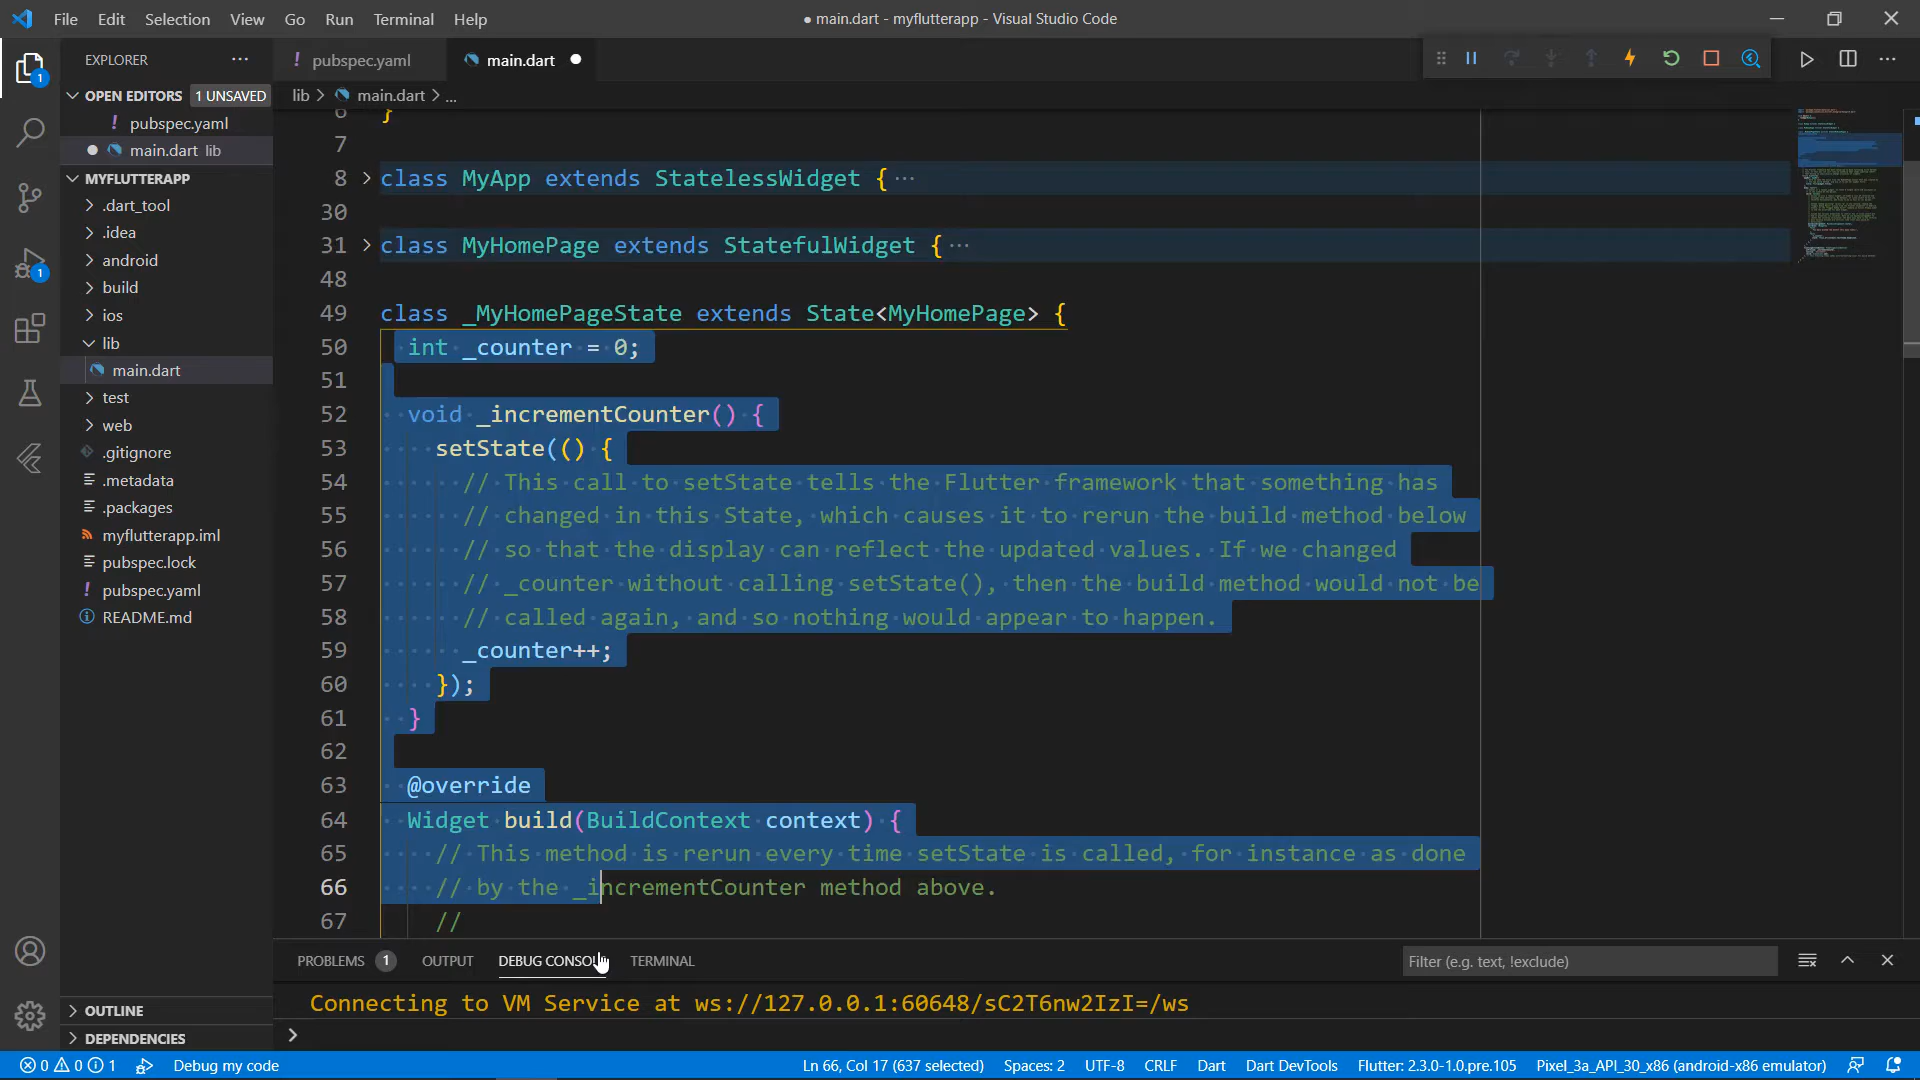 File Edit Selection View Go Run Terminal Help
● main.dart - myflutterapp - Visual Studio Code
EXPLORER
OPEN EDITORS 1 UNSAVED
! pubspec.yaml
main.dart lib
MYFLUTTERAPP
.dart_tool
.idea
android
build
ios
lib
main.dart
test
web
.gitignore
.metadata
.packages
myflutterapp.iml
pubspec.lock
! pubspec.yaml
README.md
OUTLINE
DEPENDENCIES
1
1
! pubspec.yaml main.dart ●
lib > main.dart > ...
6 }
7
8 class MyApp extends StatelessWidget { ...
30
31 class MyHomePage extends StatefulWidget { ...
48
49 class _MyHomePageState extends State<MyHomePage> {
50 int _counter = 0;
51
52 void _incrementCounter() {
53 setState(() {
54 // This call to setState tells the Flutter framework that something has
55 // changed in this State, which causes it to rerun the build method below
56 // so that the display can reflect the updated values. If we changed
57 // _counter without calling setState(), then the build method would not be
58 // called again, and so nothing would appear to happen.
59 _counter++;
60 });
61 }
62
63 @override
64 Widget build(BuildContext context) {
65 // This method is rerun every time setState is called, for instance as done
66 // by the _incrementCounter method above.
67 //
PROBLEMS 1 OUTPUT DEBUG CONSOL TERMINAL Filter (e.g. text, !exclude)
Connecting to VM Service at ws://127.0.0.1:60648/sC2T6nw2IzI=/ws
>
0 0 1 Debug my code Ln 66, Col 17 (637 selected) Spaces: 2 UTF-8 CRLF Dart Dart DevTools Flutter: 2.3.0-1.0.pre.105 Pixel_3a_API_30_x86 (android-x86 emulator)